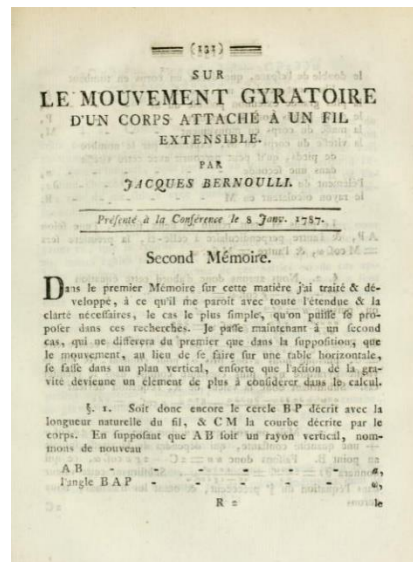 (131)
SUR
LE MOUVEMENT GYRATOIRE
D'UN CORPS ATTACHÉ À UN FIL
EXTENSIBLE.
PAR
JACQUES BERNOULLI.
Présenté à la Conférence le 8 Janv. 1787.
Second Mémoire.
Dans le premier Mémoire sur cette matière j'ai traité & dé-
veloppé, à ce qu'il me paroit avec toute l'étendue & la
clarté nécessaires, le cas le plus simple, qu'on puisse se pro-
poser dans ces recherches. Je passe maintenant à un second
cas, qui ne differera du premier que dans la supposition, que
le mouvement, au lieu de se faire sur une table horizontale,
se fasse dans un plan vertical, ensorte que l'action de la gra-
vité devienne un élement de plus à considérer dans le calcul.
§. 1. Soit donc encore le cercle BP décrit avec la
longueur naturelle du fil, & CM la courbe décrite par le
corps. En supposant que AB soit un rayon vertical, nom-
mons de nouveau
AB - - - - - a,
l'angle BAP - - - - -
R 2 le